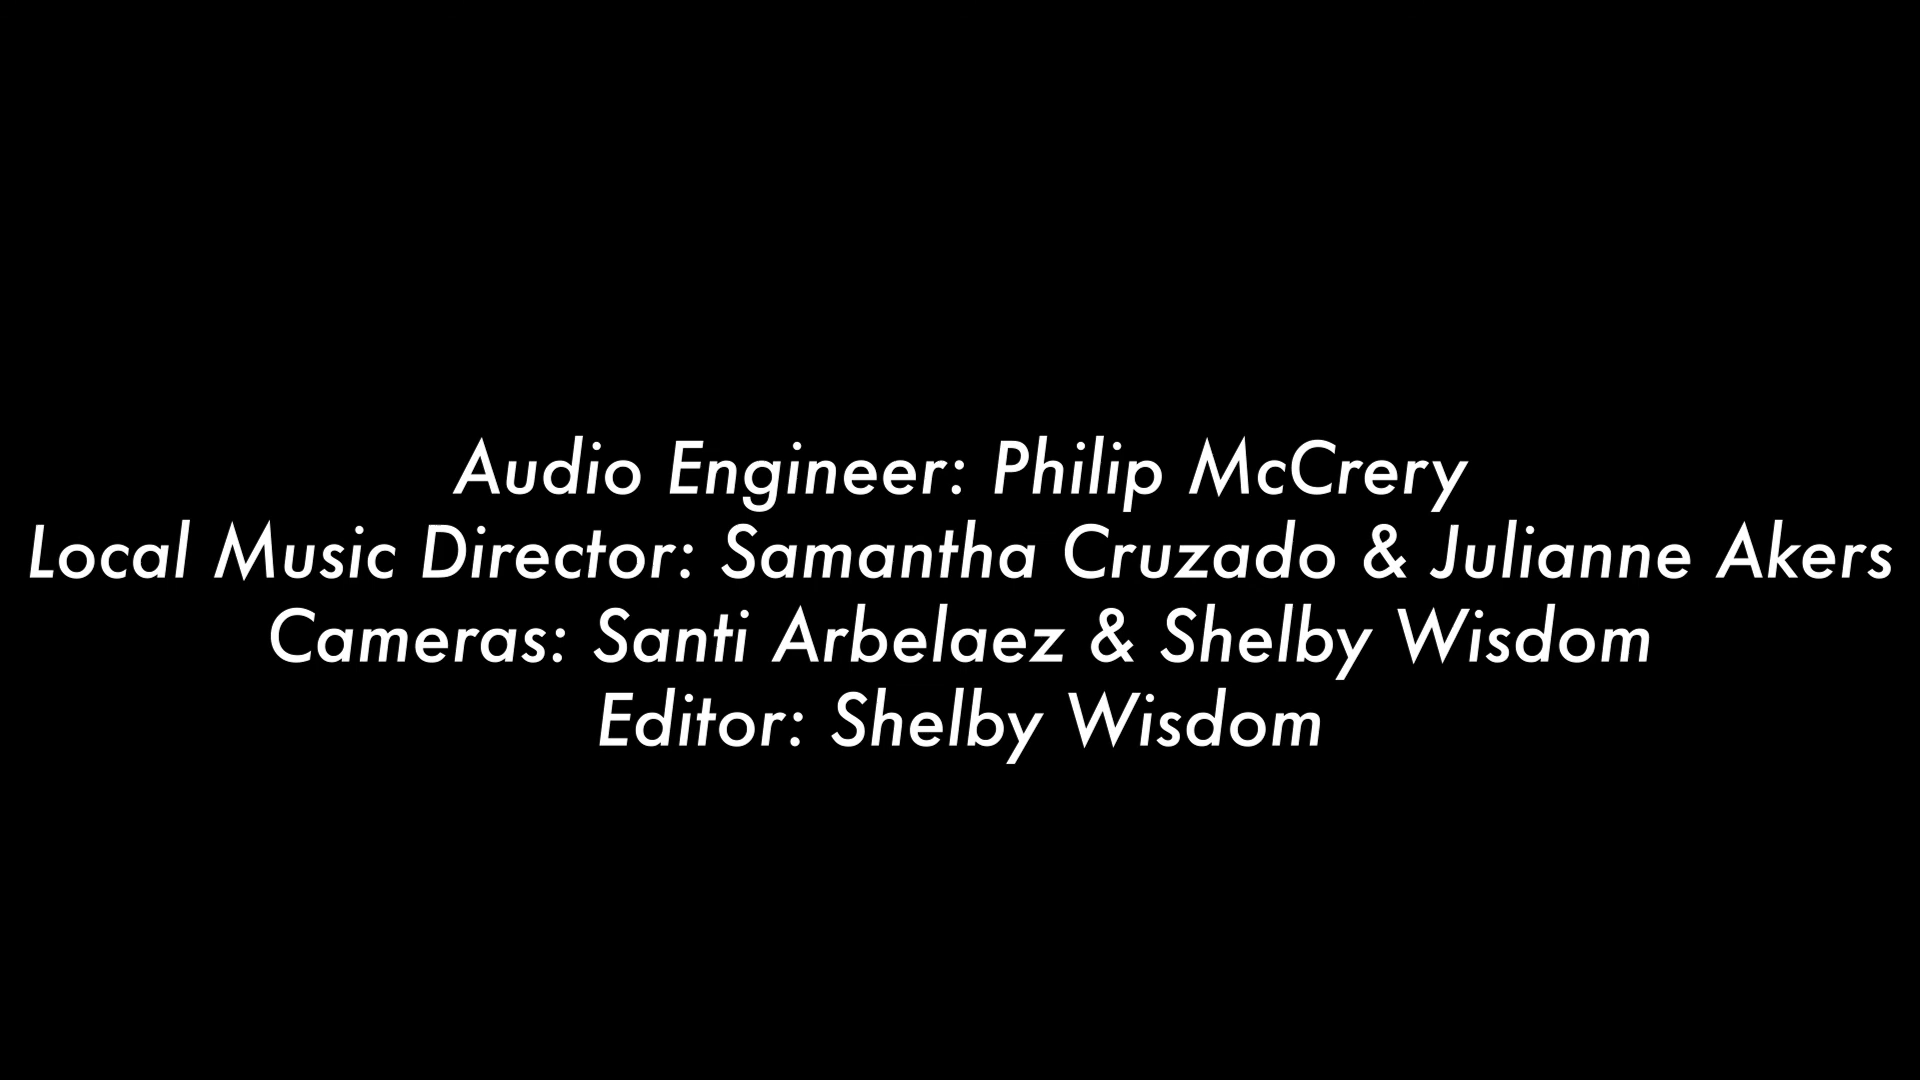 Audio Engineer: Philip McCrery
Local Music Director: Samantha Cruzado & Julianne Akers
Cameras: Santi Arbelaez & Shelby Wisdom
Editor: Shelby Wisdom